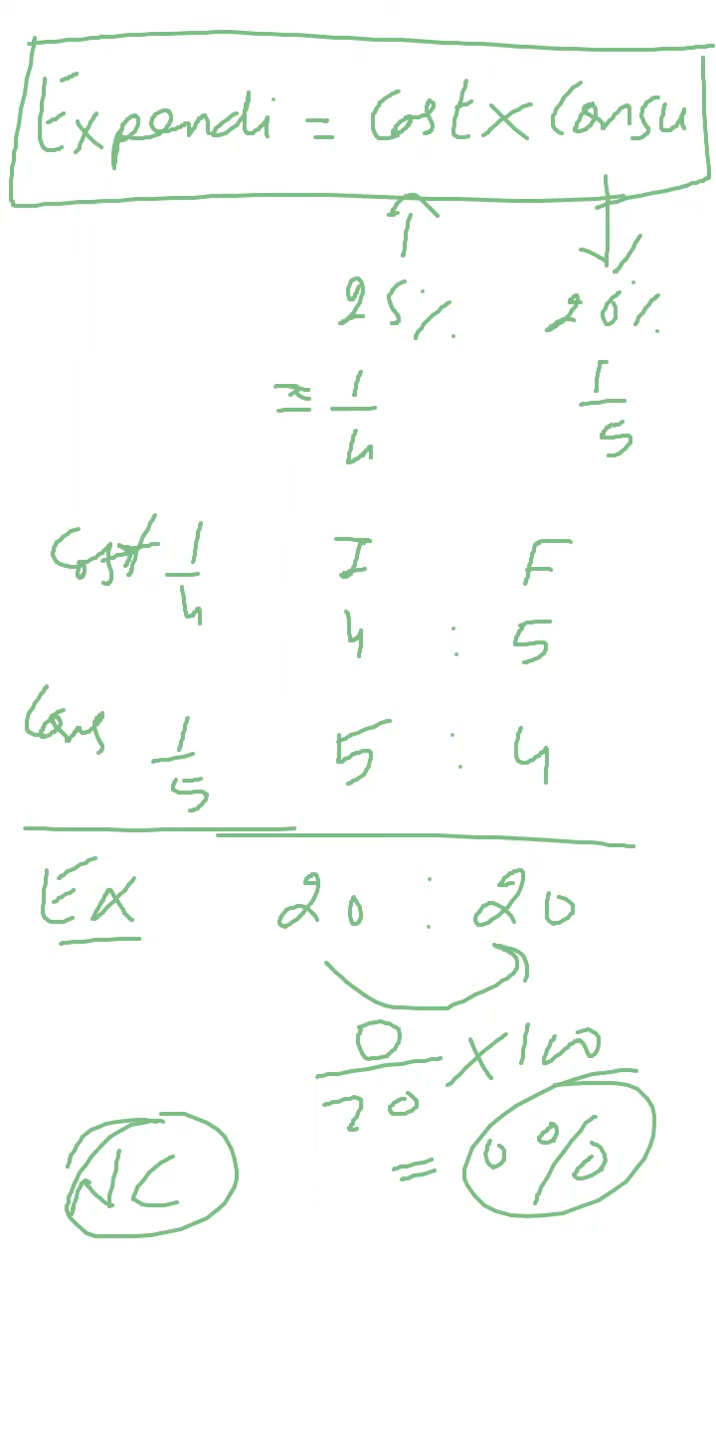 Expendi = Cost × Consu
↑ ↓
25% 20%
= 1/4 1/5
Cost 1/4 I F
4 : 5
Cons 1/5 5 : 4
Ex 20 : 20
0/20 × 100
NC = 0%